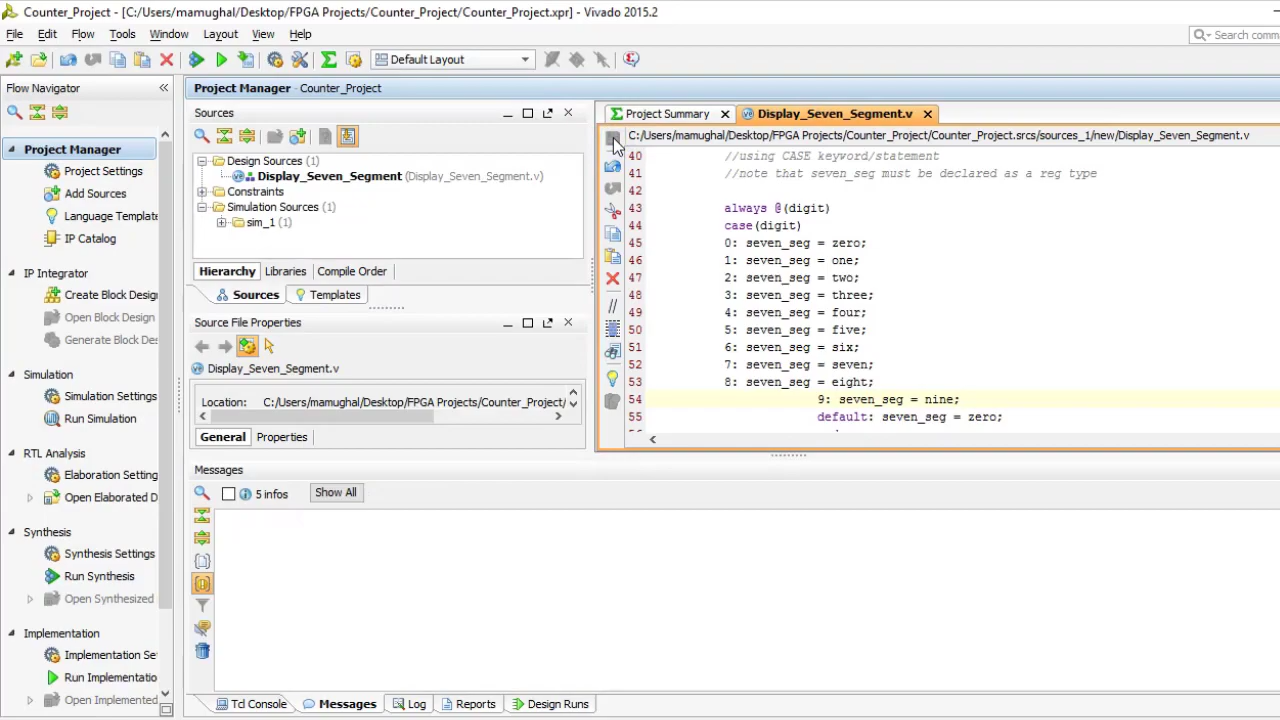 Counter_Project - [C:/Users/mamughal/Desktop/FPGA Projects/Counter_Project/Counter_Project.xpr] - Vivado 2015.2
File Edit Flow Tools Window Layout View Help
Search comm
Default Layout
Flow Navigator
Project Manager
Project Settings
Add Sources
Language Templat
IP Catalog
IP Integrator
Create Block Desig
Open Block Design
Generate Block Des
Simulation
Simulation Settings
Run Simulation
RTL Analysis
Elaboration Setting
Open Elaborated D
Synthesis
Synthesis Settings
Run Synthesis
Open Synthesized
Implementation
Implementation Se
Run Implementatio
Open Implemented
Project Manager - Counter_Project
Sources
Design Sources (1)
Display_Seven_Segment (Display_Seven_Segment.v)
Constraints
Simulation Sources (1)
sim_1 (1)
Hierarchy Libraries Compile Order
Sources Templates
Source File Properties
Display_Seven_Segment.v
Location: C:/Users/mamughal/Desktop/FPGA Projects/Counter_Project/
General Properties
Project Summary Display_Seven_Segment.v
C:/Users/mamughal/Desktop/FPGA Projects/Counter_Project/Counter_Project.srcs/sources_1/new/Display_Seven_Segment.v
40 //using CASE keyword/statement
41 //note that seven_seg must be declared as a reg type
42
43 always @(digit)
44 case(digit)
45 0: seven_seg = zero;
46 1: seven_seg = one;
47 2: seven_seg = two;
48 3: seven_seg = three;
49 4: seven_seg = four;
50 5: seven_seg = five;
51 6: seven_seg = six;
52 7: seven_seg = seven;
53 8: seven_seg = eight;
54 9: seven_seg = nine;
55 default: seven_seg = zero;
Messages
5 infos Show All
Tcl Console Messages Log Reports Design Runs